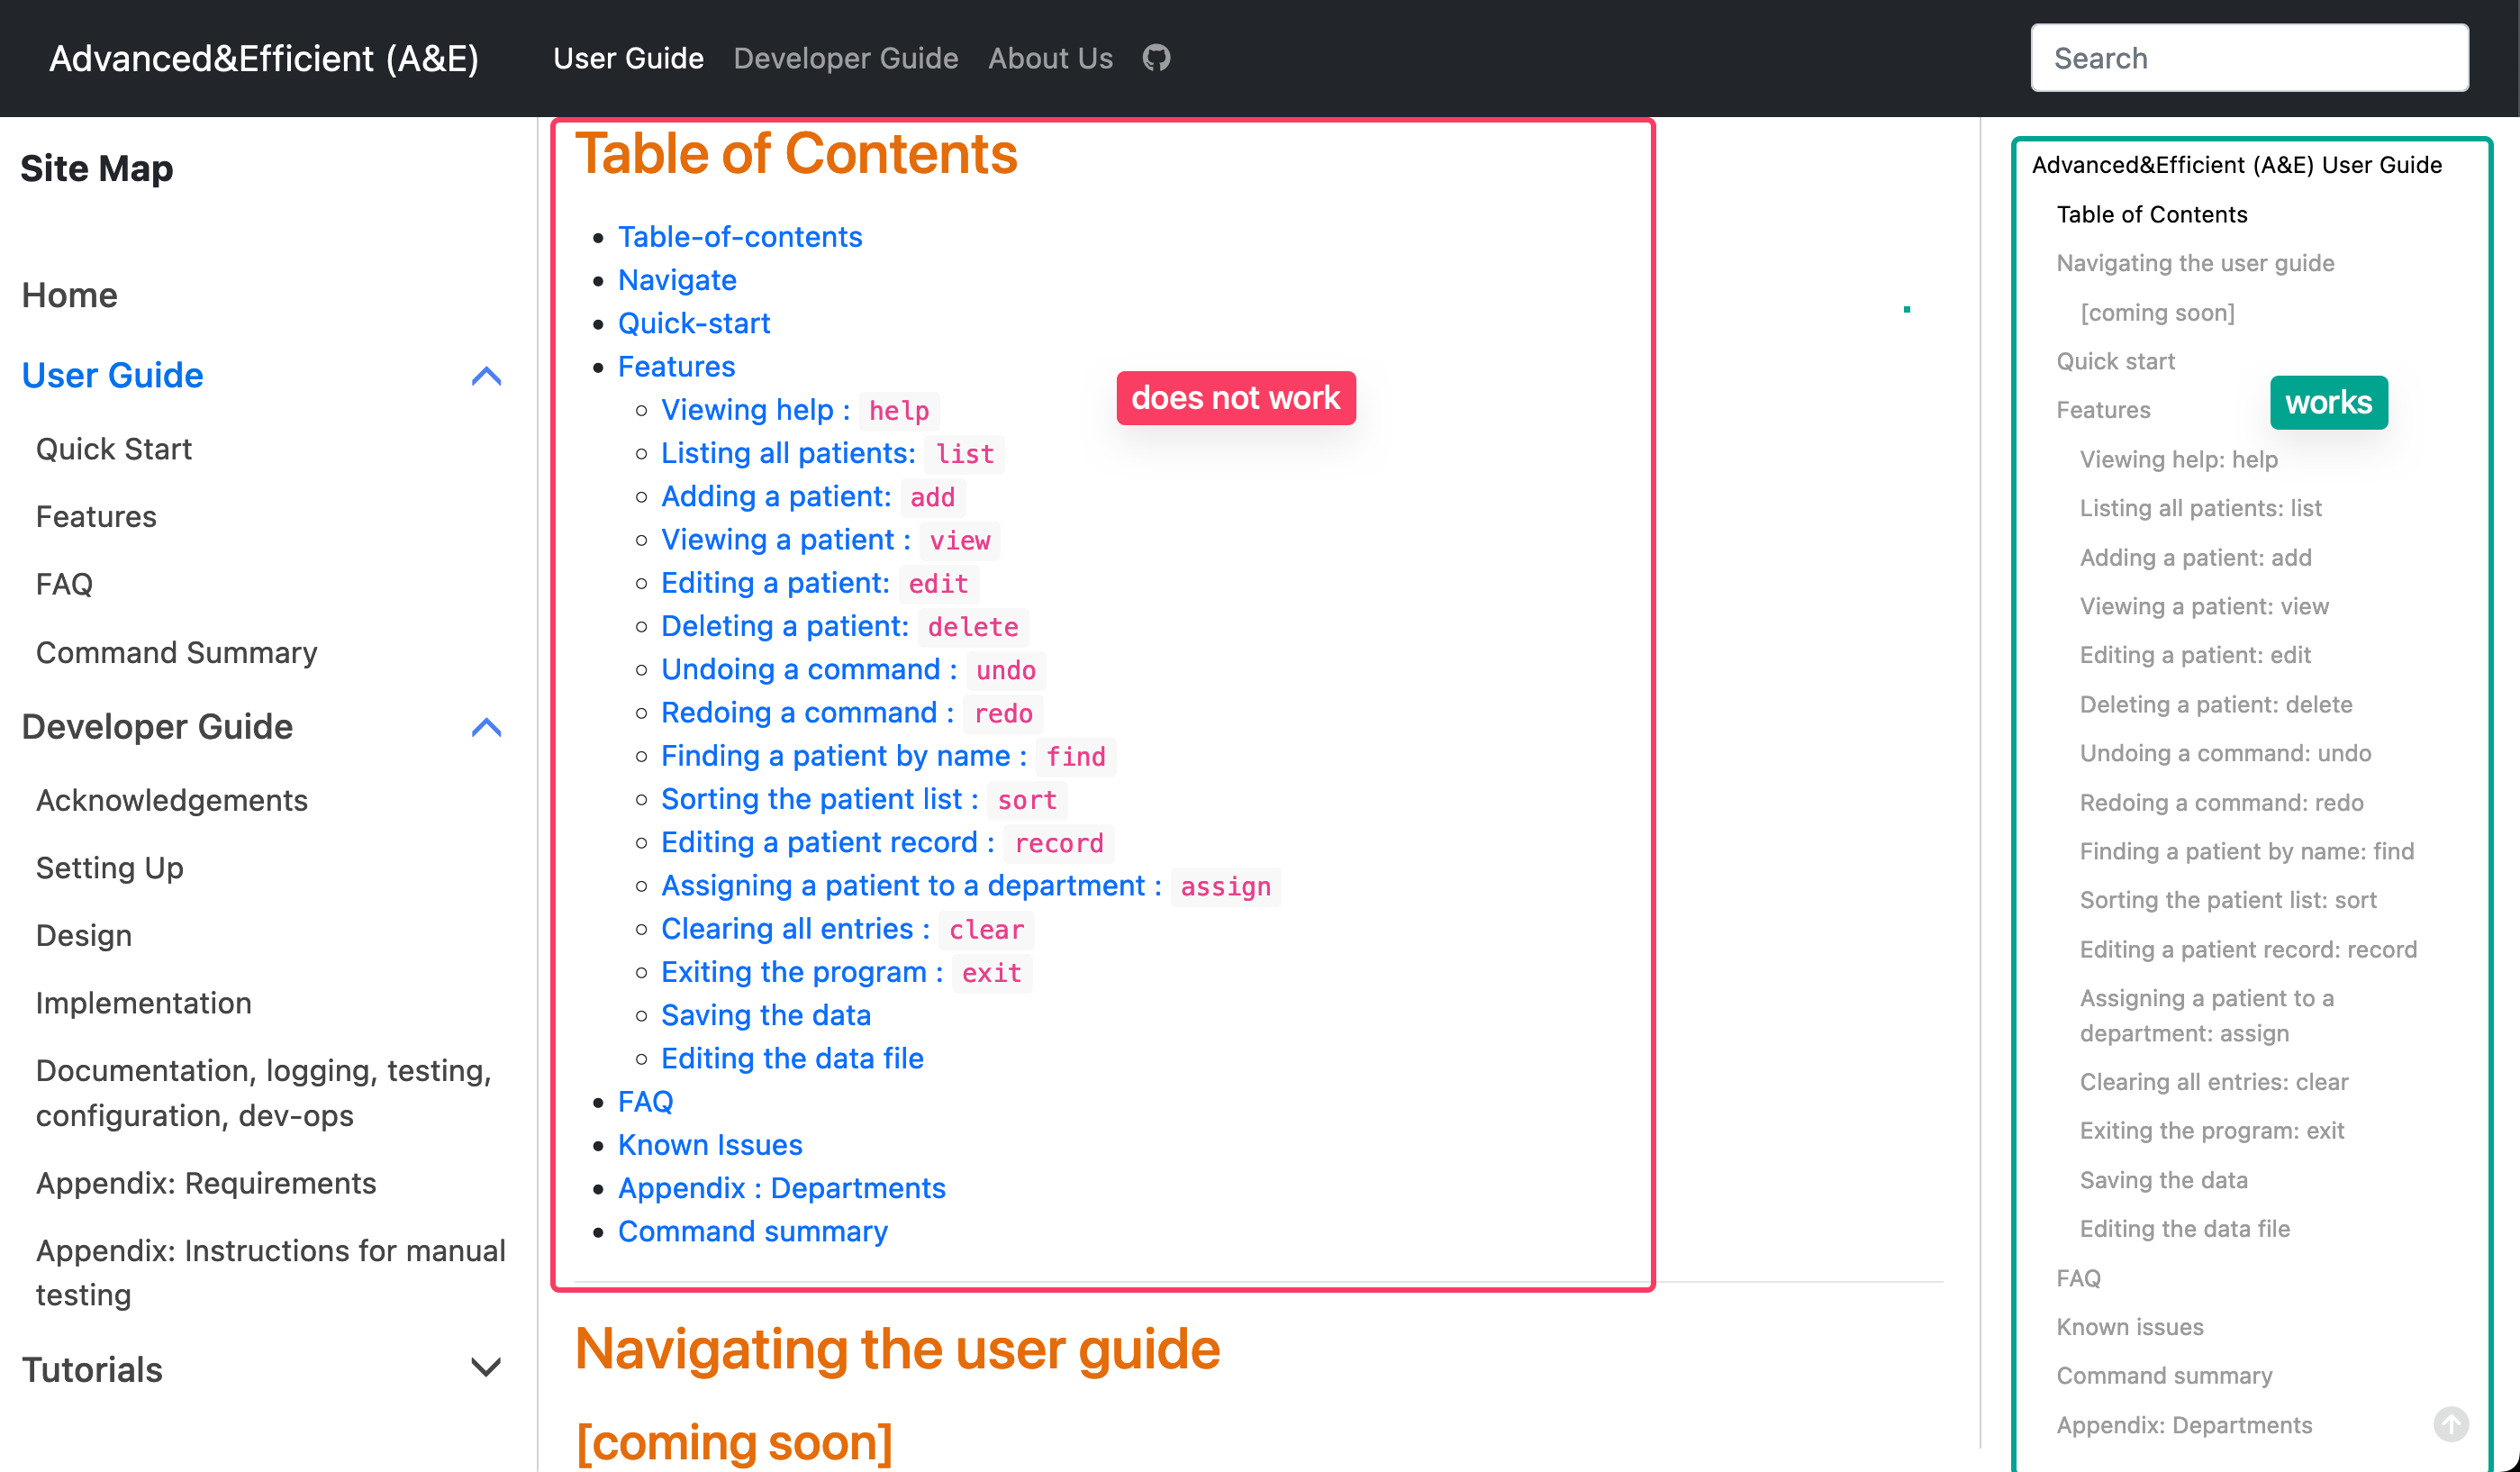 Advanced&Efficient (A&E)
User Guide
Developer Guide
About Us
Search
Site Map
Home
User Guide
Quick Start
Features
FAQ
Command Summary
Developer Guide
Acknowledgements
Setting Up
Design
Implementation
Documentation, logging, testing,
configuration, dev-ops
Appendix: Requirements
Appendix: Instructions for manual
testing
Tutorials
Table of Contents
Table-of-contents
Navigate
Quick-start
Features
Viewing help : help
Listing all patients: list
Adding a patient: add
Viewing a patient : view
Editing a patient: edit
Deleting a patient: delete
Undoing a command : undo
Redoing a command : redo
Finding a patient by name : find
Sorting the patient list : sort
Editing a patient record : record
Assigning a patient to a department : assign
Clearing all entries : clear
Exiting the program : exit
Saving the data
Editing the data file
FAQ
Known Issues
Appendix : Departments
Command summary
does not work
Navigating the user guide
[coming soon]
Advanced&Efficient (A&E) User Guide
Table of Contents
Navigating the user guide
[coming soon]
Quick start
Features
works
Viewing help: help
Listing all patients: list
Adding a patient: add
Viewing a patient: view
Editing a patient: edit
Deleting a patient: delete
Undoing a command: undo
Redoing a command: redo
Finding a patient by name: find
Sorting the patient list: sort
Editing a patient record: record
Assigning a patient to a
department: assign
Clearing all entries: clear
Exiting the program: exit
Saving the data
Editing the data file
FAQ
Known issues
Command summary
Appendix: Departments